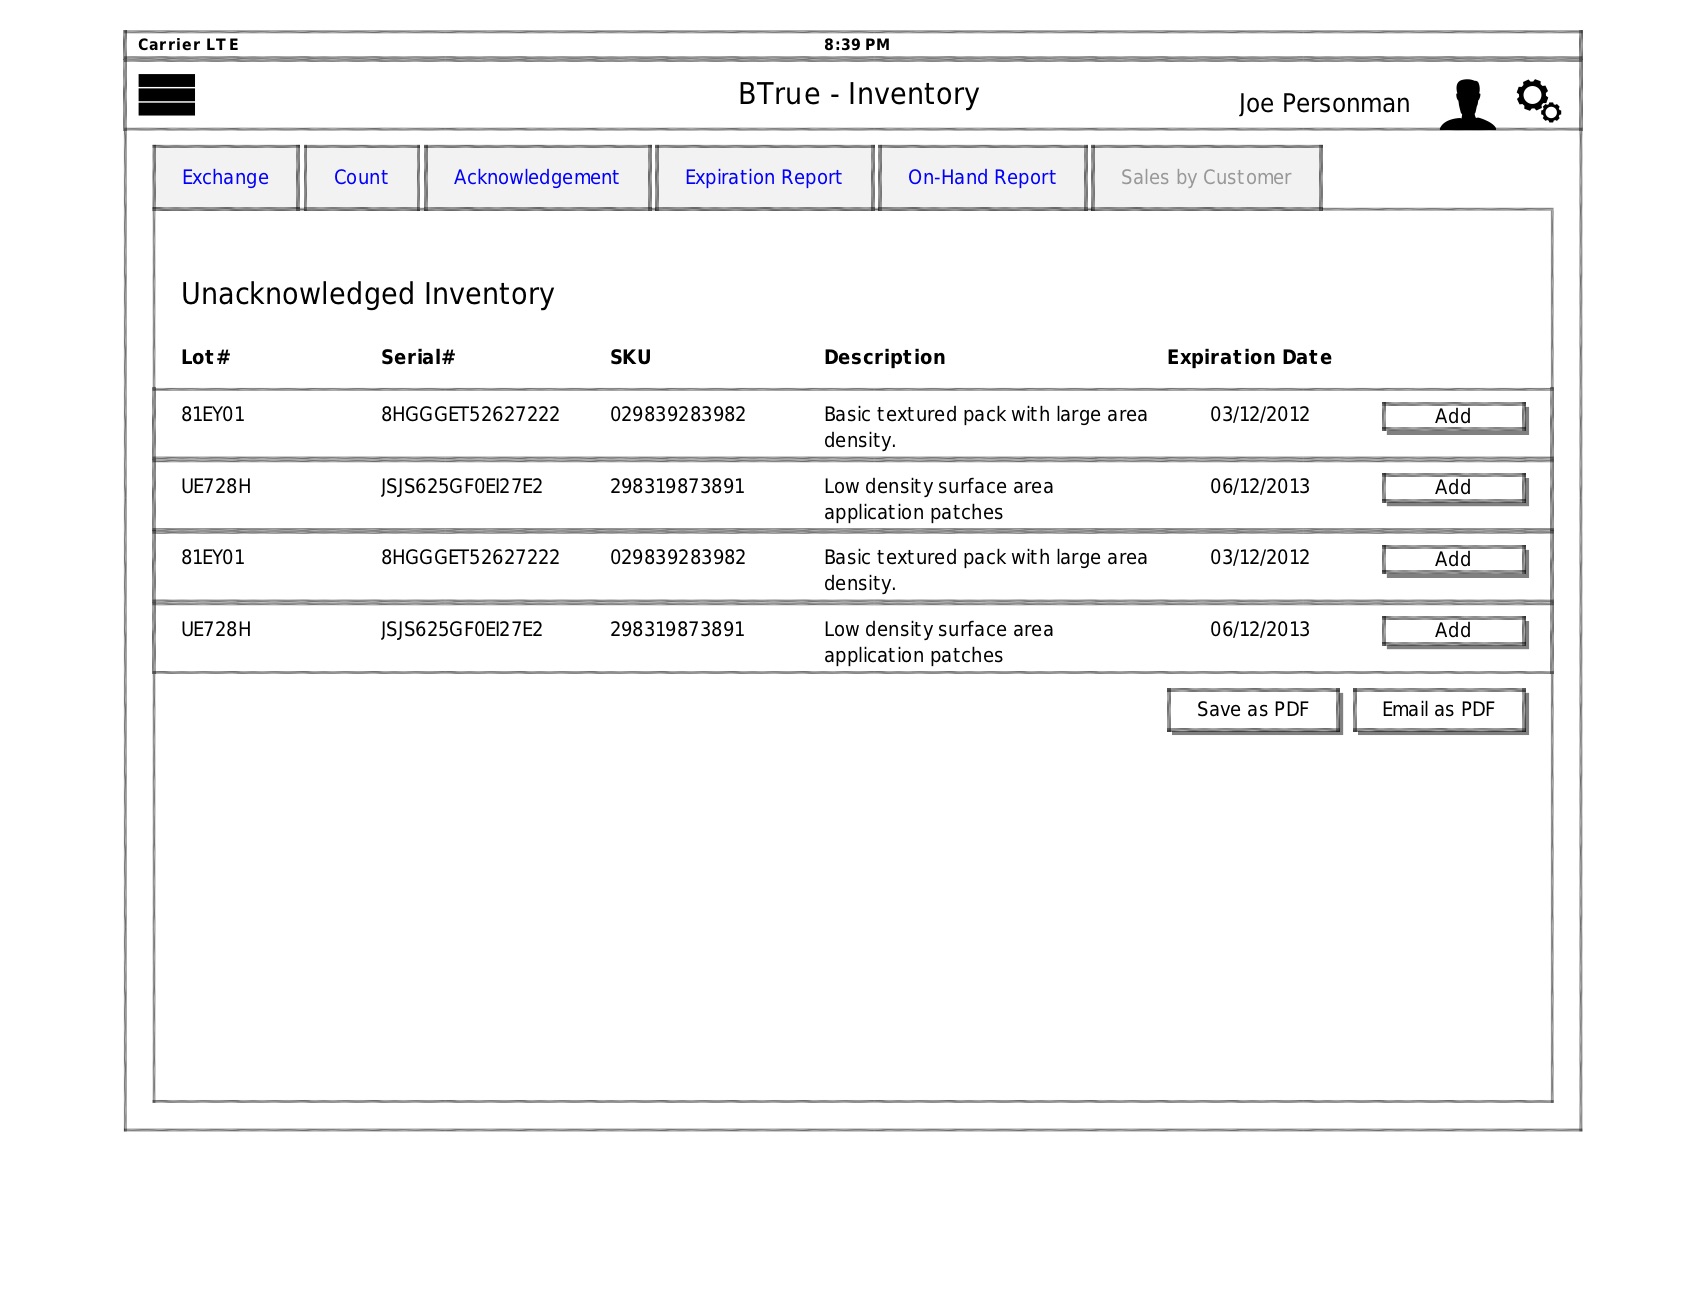 Carrier LTE 8:39 PM
BTrue - Inventory Joe Personman
Exchange Count Acknowledgement Expiration Report On-Hand Report Sales by Customer
Unacknowledged Inventory
Lot# Serial# SKU Description Expiration Date
81EY01 8HGGGET52627222 029839283982 Basic textured pack with large area 03/12/2012 Add
density.
UE728H JSJS625GF0EI27E2 298319873891 Low density surface area 06/12/2013 Add
application patches
81EY01 8HGGGET52627222 029839283982 Basic textured pack with large area 03/12/2012 Add
density.
UE728H JSJS625GF0EI27E2 298319873891 Low density surface area 06/12/2013 Add
application patches
Save as PDF Email as PDF